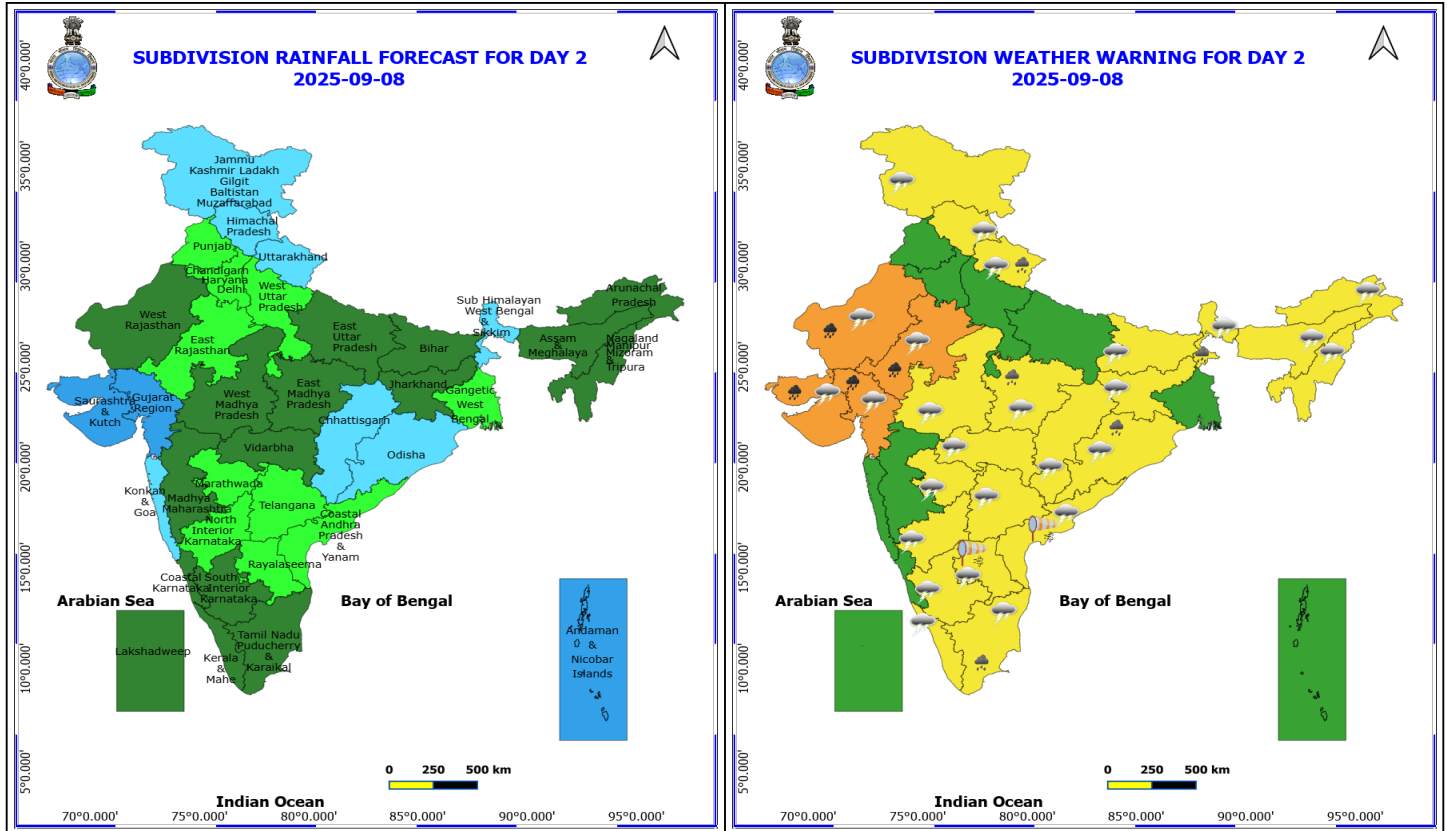 SUBDIVISION RAINFALL FORECAST FOR DAY 2
2025-09-08
40°0.000'
35°0.000'
30°0.000'
25°0.000'
20°0.000'
15°0.000'
10°0.000'
5°0.000'
Jammu
Kashmir Ladakh
Gilgit
Baltistan
Muzaffarabad
Himachal
Pradesh
Punjab
Uttarakhand
Chandigarh
Haryana
Delhi
West
Uttar
Pradesh
West
Rajasthan
East
Rajasthan
East
Uttar
Pradesh
Bihar
Sub Himalayan
West Bengal
&
Sikkim
Arunachal
Pradesh
Assam
&
Meghalaya
Nagaland
Manipur
Mizoram
&
Tripura
Saurashtra
&
Kutch
Gujarat
Region
West
Madhya
Pradesh
East
Madhya
Pradesh
Jharkhand
Gangetic
West
Bengal
Chhattisgarh
Odisha
Vidarbha
Konkan
&
Goa
Madhya
Maharashtra
Marathwada
Telangana
North
Interior
Karnataka
Coastal
Andhra
Pradesh
&
Yanam
Rayalaseema
Coastal
Karnataka
South
Interior
Karnataka
Tamil Nadu
Puducherry
&
Karaikal
Kerala
&
Mahe
Arabian Sea
Lakshadweep
Bay of Bengal
Andaman
&
Nicobar
Islands
0 250 500 km
Indian Ocean
70°0.000' 75°0.000' 80°0.000' 85°0.000' 90°0.000' 95°0.000'
SUBDIVISION WEATHER WARNING FOR DAY 2
2025-09-08
40°0.000'
35°0.000'
30°0.000'
25°0.000'
20°0.000'
15°0.000'
10°0.000'
5°0.000'
Arabian Sea
Bay of Bengal
0 250 500 km
Indian Ocean
70°0.000' 75°0.000' 80°0.000' 85°0.000' 90°0.000' 95°0.000'